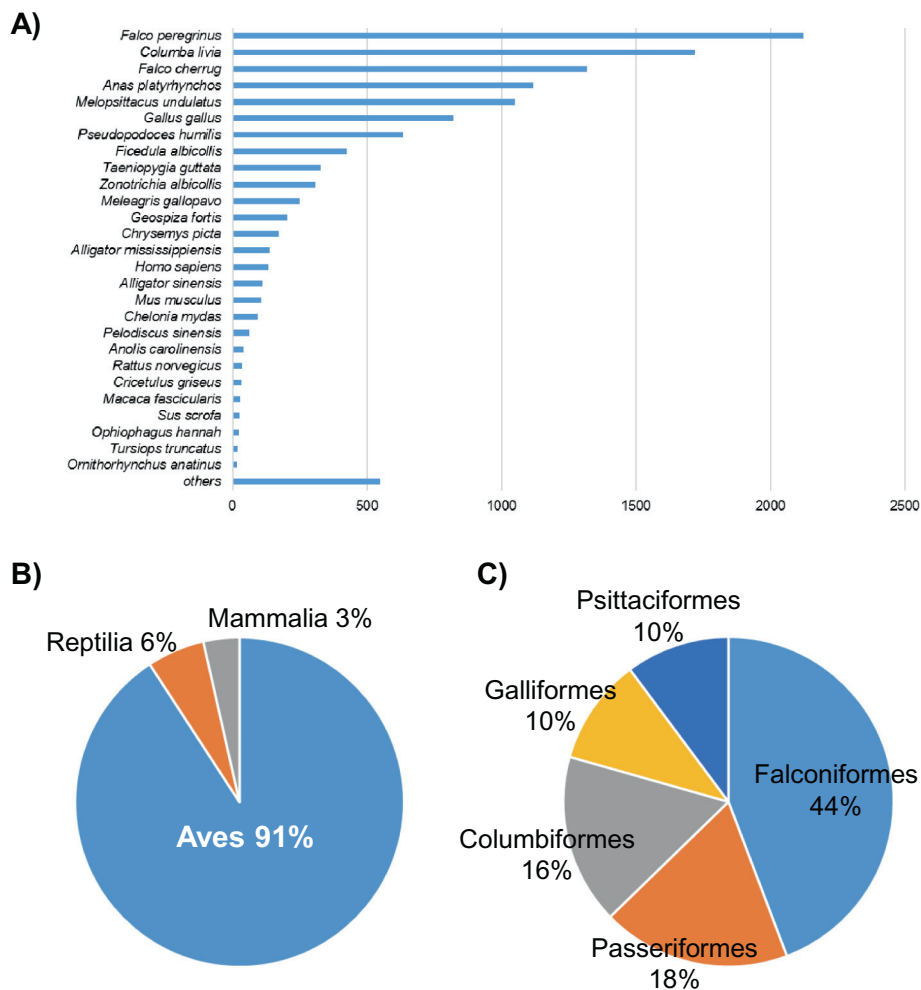 A)
Falco peregrinus
Columba livia
Falco cherrug
Anas platyrhynchos
Melopsittacus undulatus
Gallus gallus
Pseudopodoces humilis
Ficedula albicollis
Taeniopygia guttata
Zonotrichia albicollis
Meleagris gallopavo
Geospiza fortis
Chrysemys picta
Alligator mississippiensis
Homo sapiens
Alligator sinensis
Mus musculus
Chelonia mydas
Pelodiscus sinensis
Anolis carolinensis
Rattus norvegicus
Cricetulus griseus
Macaca fascicularis
Sus scrofa
Ophiophagus hannah
Tursiops truncatus
Ornithorhynchus anatinus
others
0 500 1000 1500 2000 2500
B)
Mammalia 3%
Reptilia 6%
Aves 91%
C)
Psittaciformes
10%
Galliformes
10%
Falconiformes
44%
Columbiformes
16%
Passeriformes
18%